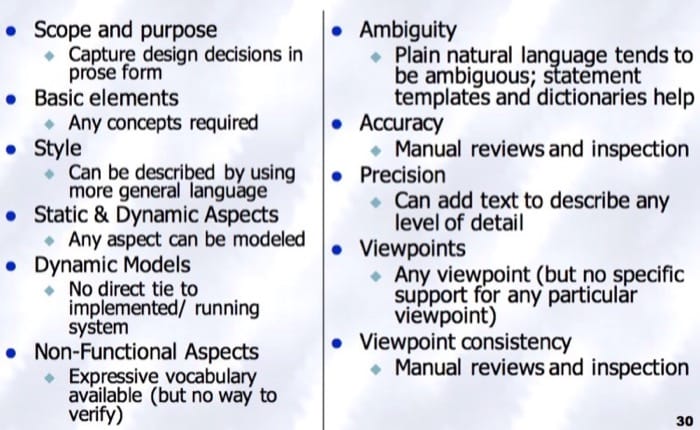 • Scope and purpose
◆ Capture design decisions in
prose form
• Basic elements
◆ Any concepts required
• Style
◆ Can be described by using
more general language
• Static & Dynamic Aspects
◆ Any aspect can be modeled
• Dynamic Models
◆ No direct tie to
implemented/ running
system
• Non-Functional Aspects
◆ Expressive vocabulary
available (but no way to
verify)
• Ambiguity
◆ Plain natural language tends to
be ambiguous; statement
templates and dictionaries help
• Accuracy
◆ Manual reviews and inspection
• Precision
◆ Can add text to describe any
level of detail
• Viewpoints
◆ Any viewpoint (but no specific
support for any particular
viewpoint)
• Viewpoint consistency
◆ Manual reviews and inspection
30